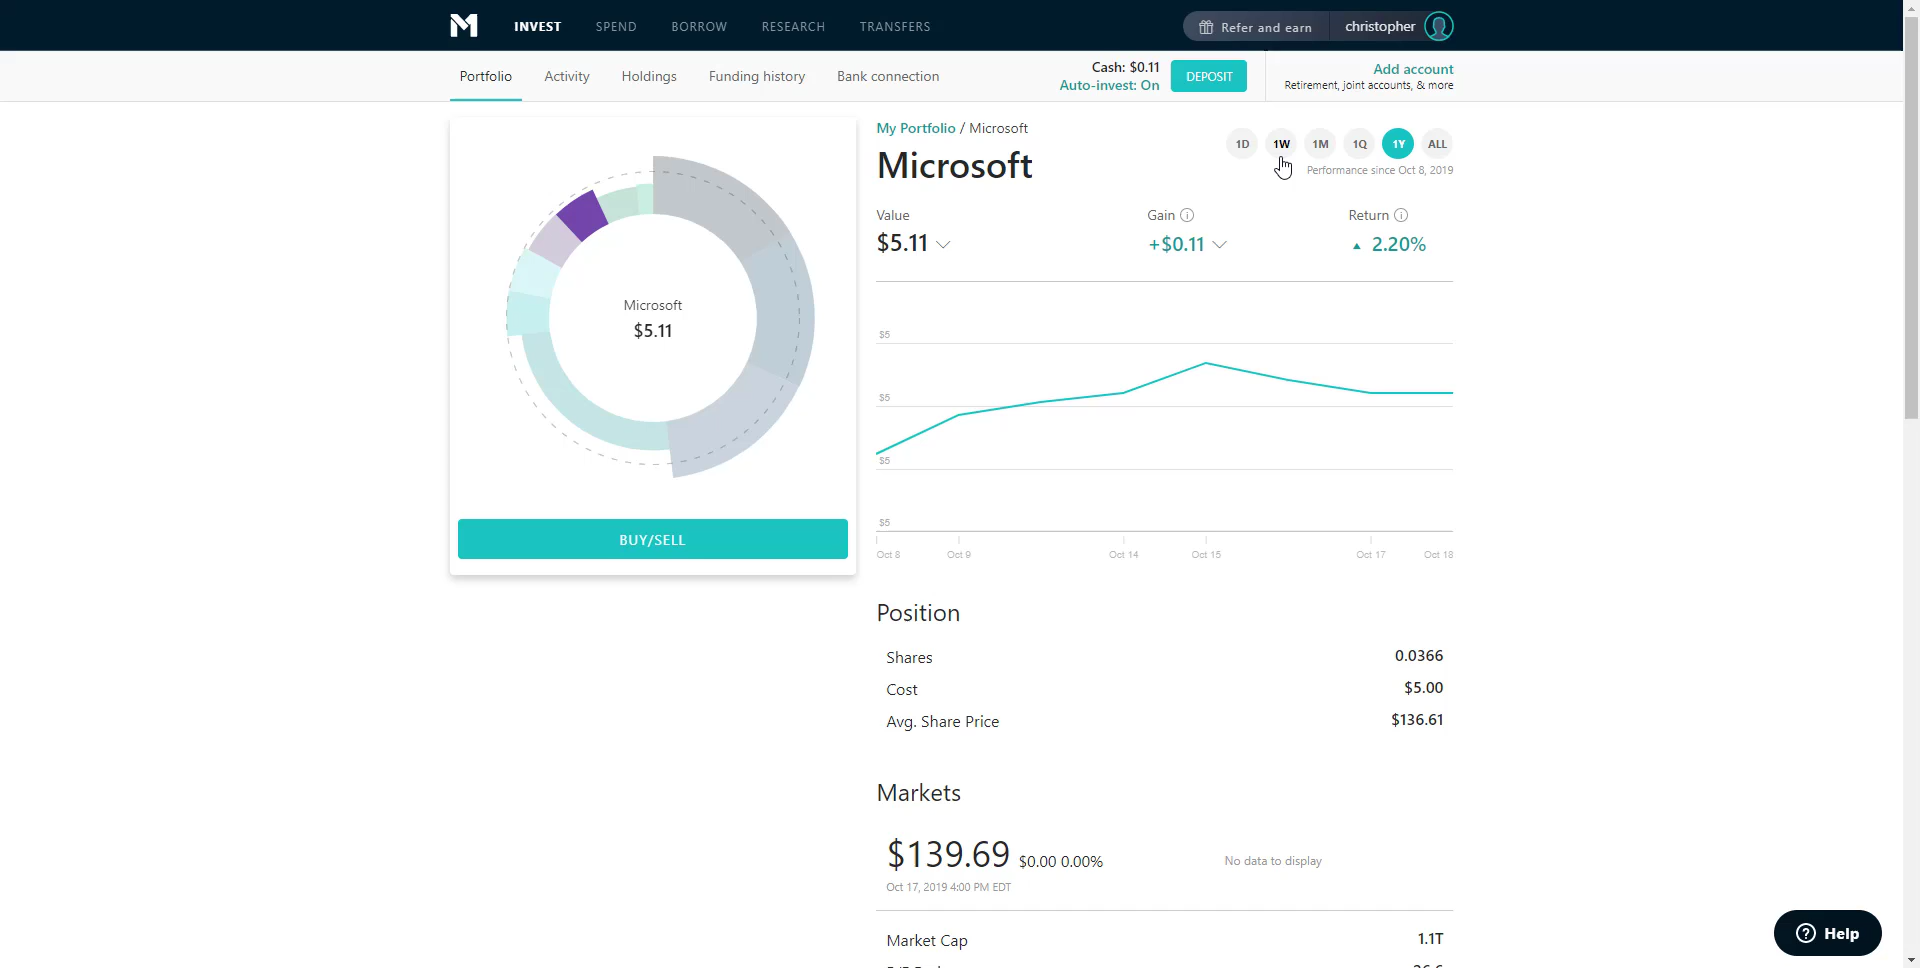 INVEST SPEND BORROW RESEARCH TRANSFERS Refer and earn christopher
Portfolio Activity Holdings Funding history Bank connection
Cash: $0.11
Auto-invest: On
DEPOSIT
Add account
Retirement, joint accounts, & more
Microsoft
$5.11
BUY/SELL
My Portfolio / Microsoft
Microsoft
1D 1W 1M 1Q 1Y ALL
Performance since Oct 8, 2019
Value Gain Return
$5.11 +$0.11 2.20%
$5
$5
$5
$5
Oct 8 Oct 9 Oct 14 Oct 15 Oct 17 Oct 18
Position
Shares 0.0366
Cost $5.00
Avg. Share Price $136.61
Markets
$139.69 $0.00 0.00%
Oct 17, 2019 4:00 PM EDT
No data to display
Market Cap 1.1T
Help